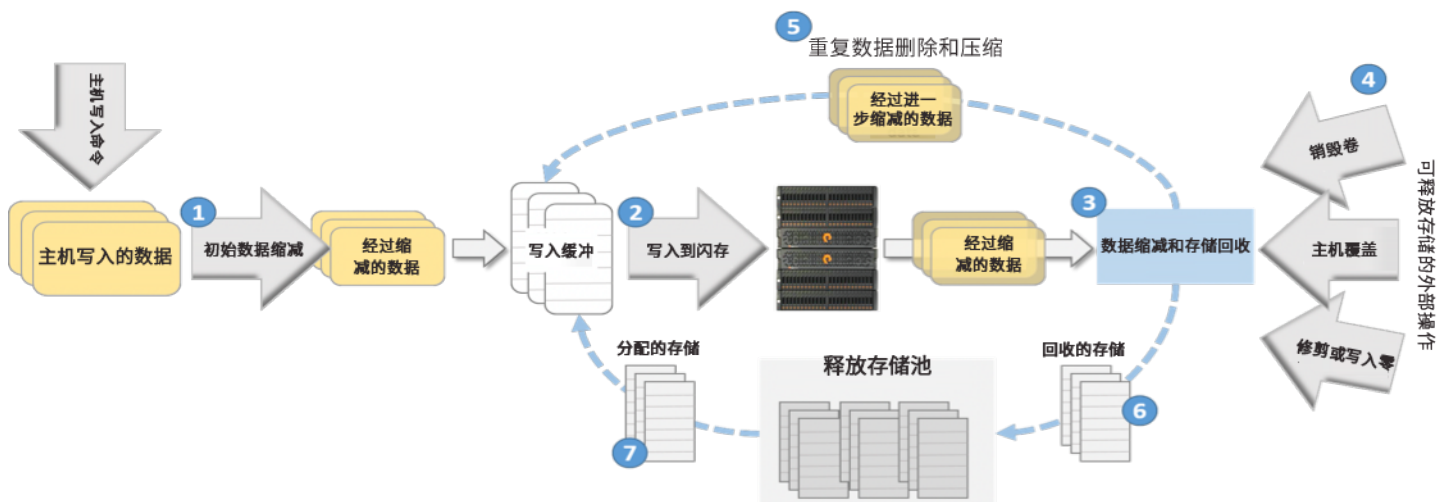 5
重复数据删除和压缩
主机写入命令
经过进一
步缩减的数据
4
销毁卷
可释放存储的外部操作
主机写入的数据
1
初始数据缩减
经过缩
减的数据
写入缓冲
2
写入到闪存
经过缩
减的数据
3
数据缩减和存储回收
主机覆盖
修剪或写入零
分配的存储
释放存储池
回收的存储
6
7